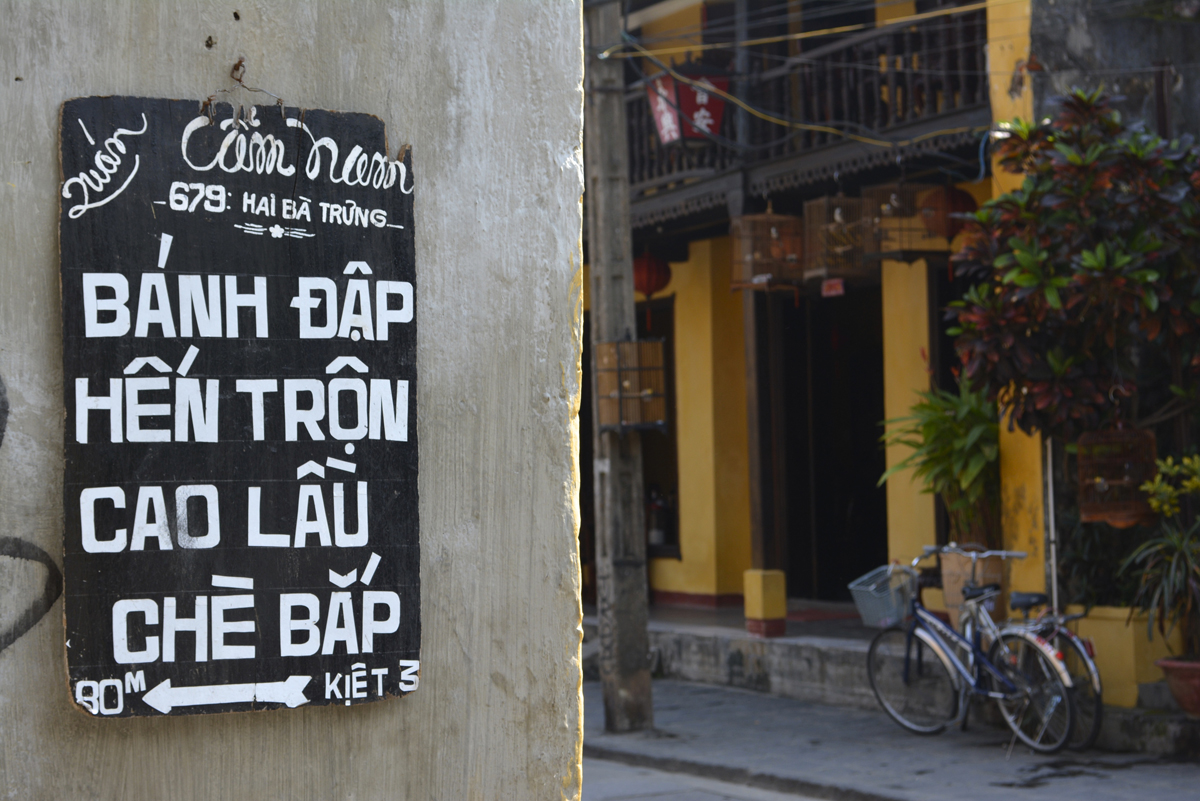 Quán Cẩm Nam
679: HAI BÀ TRƯNG
BÁNH ĐẬP
HẾN TRỘN
CAO LẦU
CHÈ BẮP
80M KIỆT 3